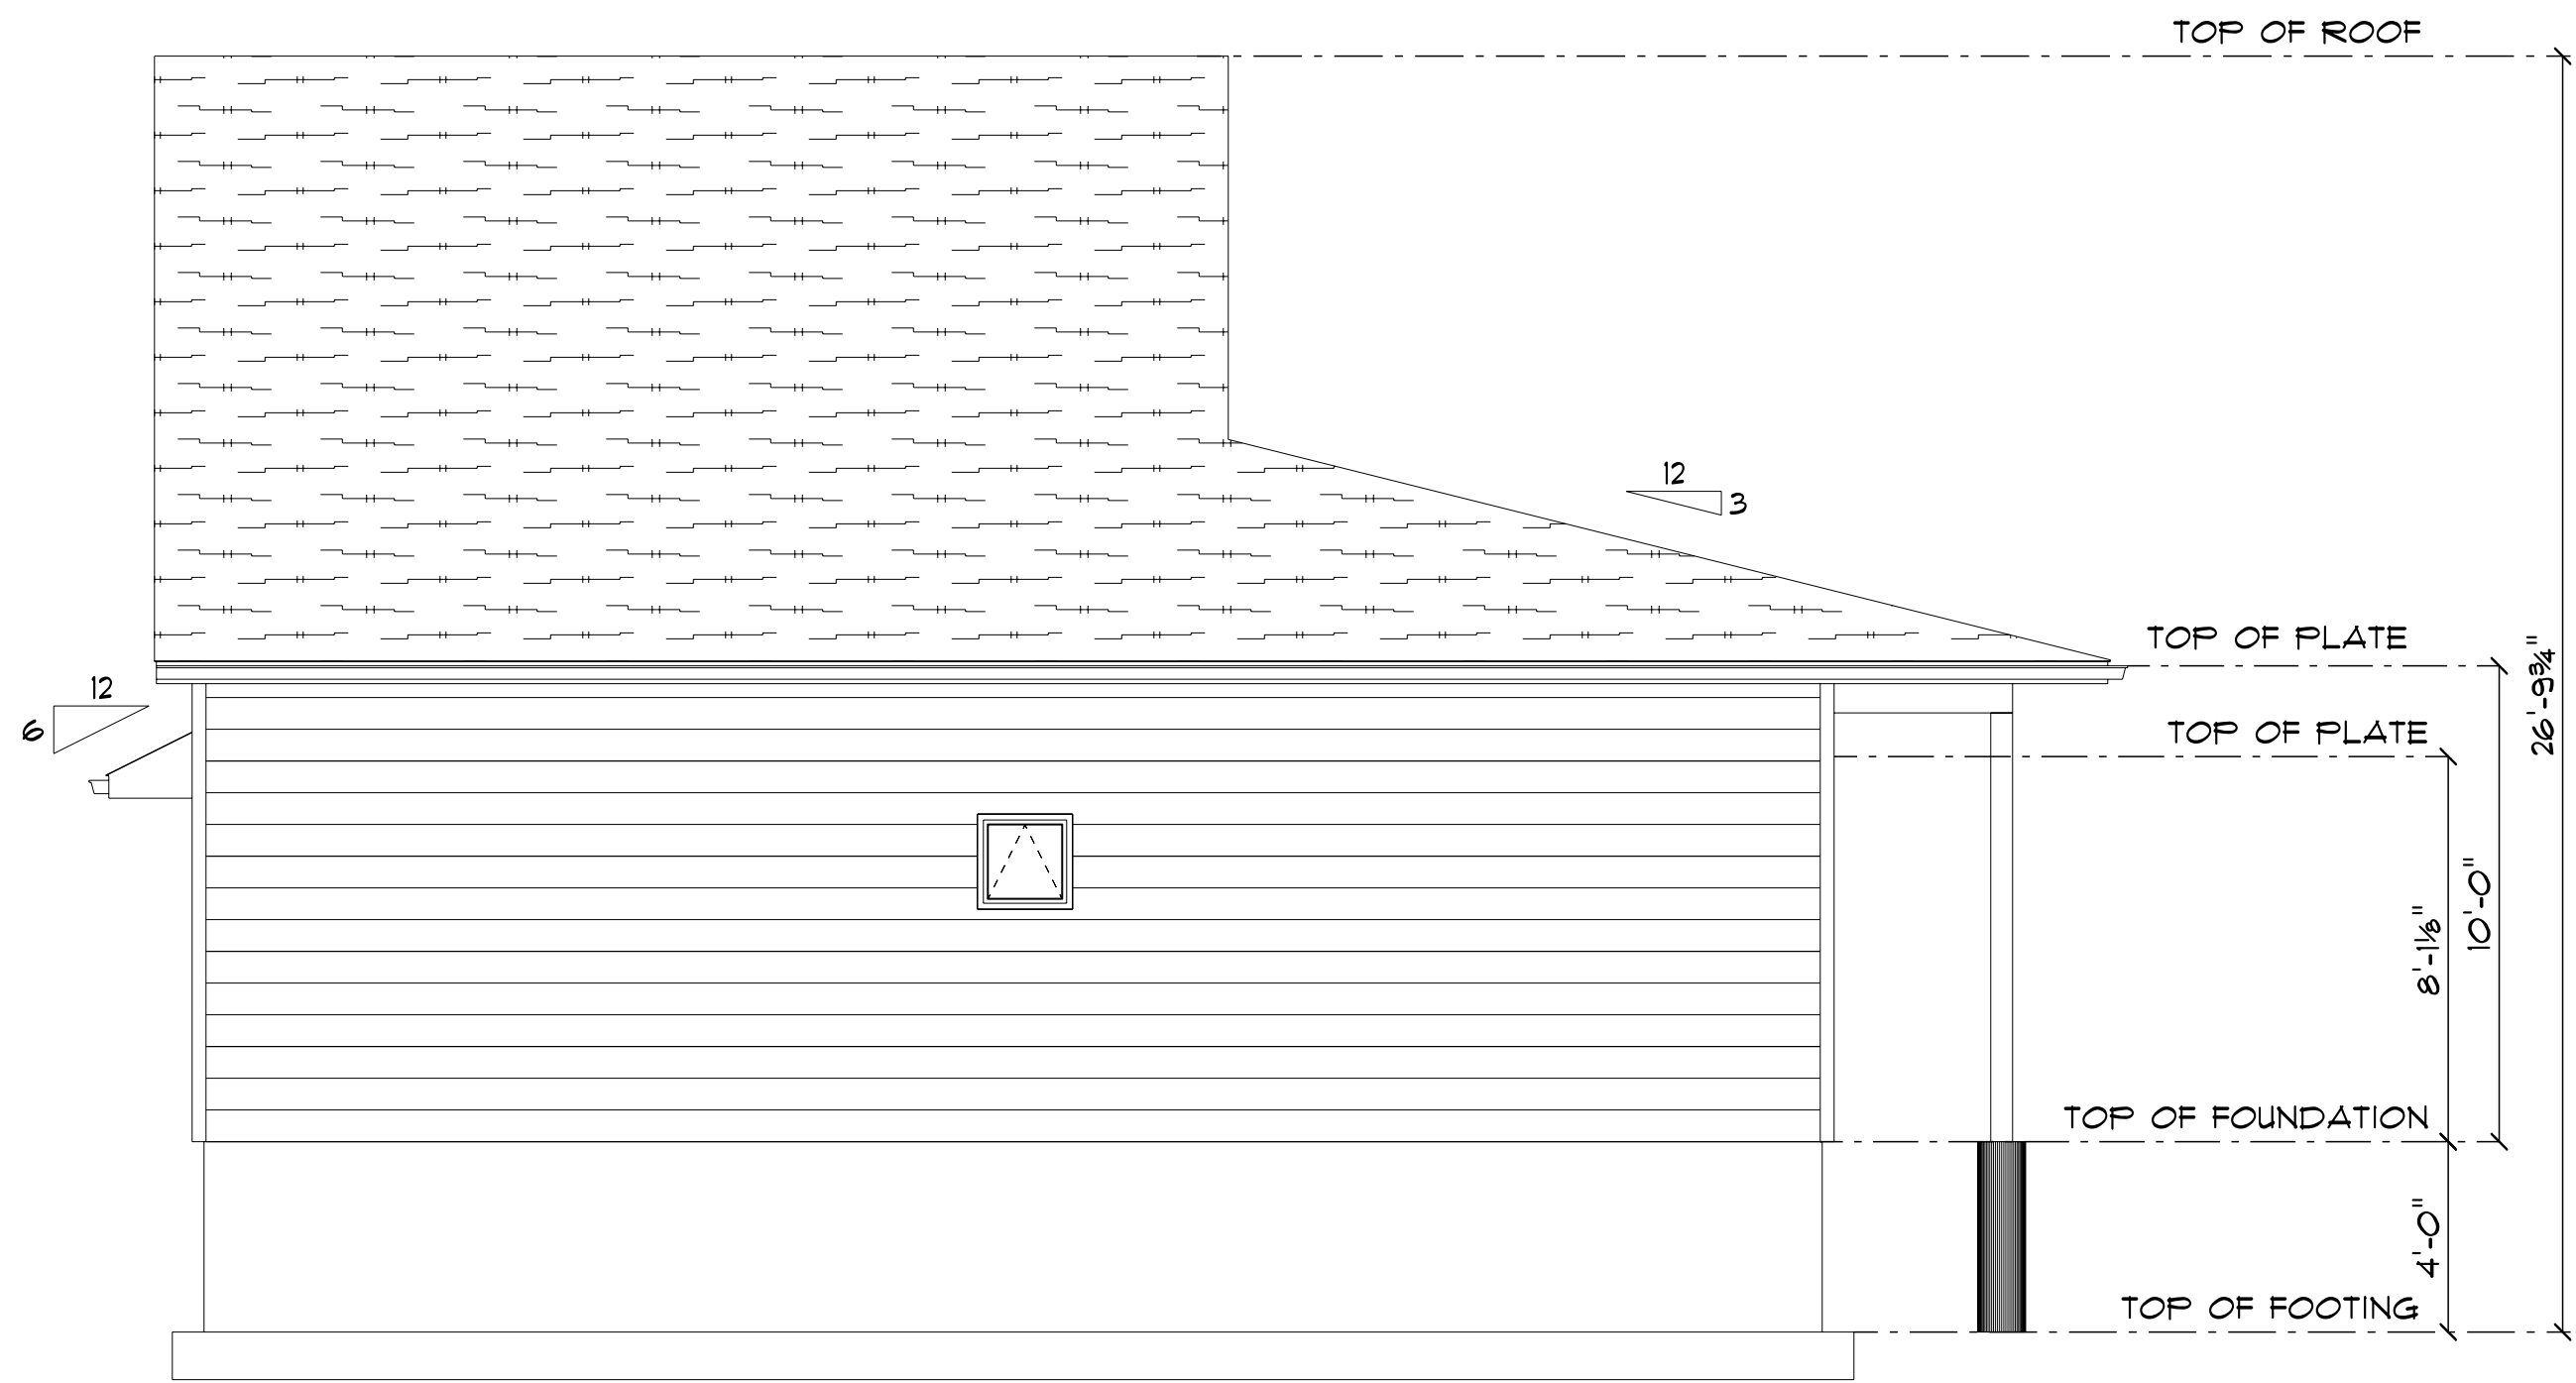 TOP OF ROOF
12
3
TOP OF PLATE
26'-9¾"
12
6
TOP OF PLATE
10'-0"
8'-1⅛"
TOP OF FOUNDATION
4'-0"
TOP OF FOOTING